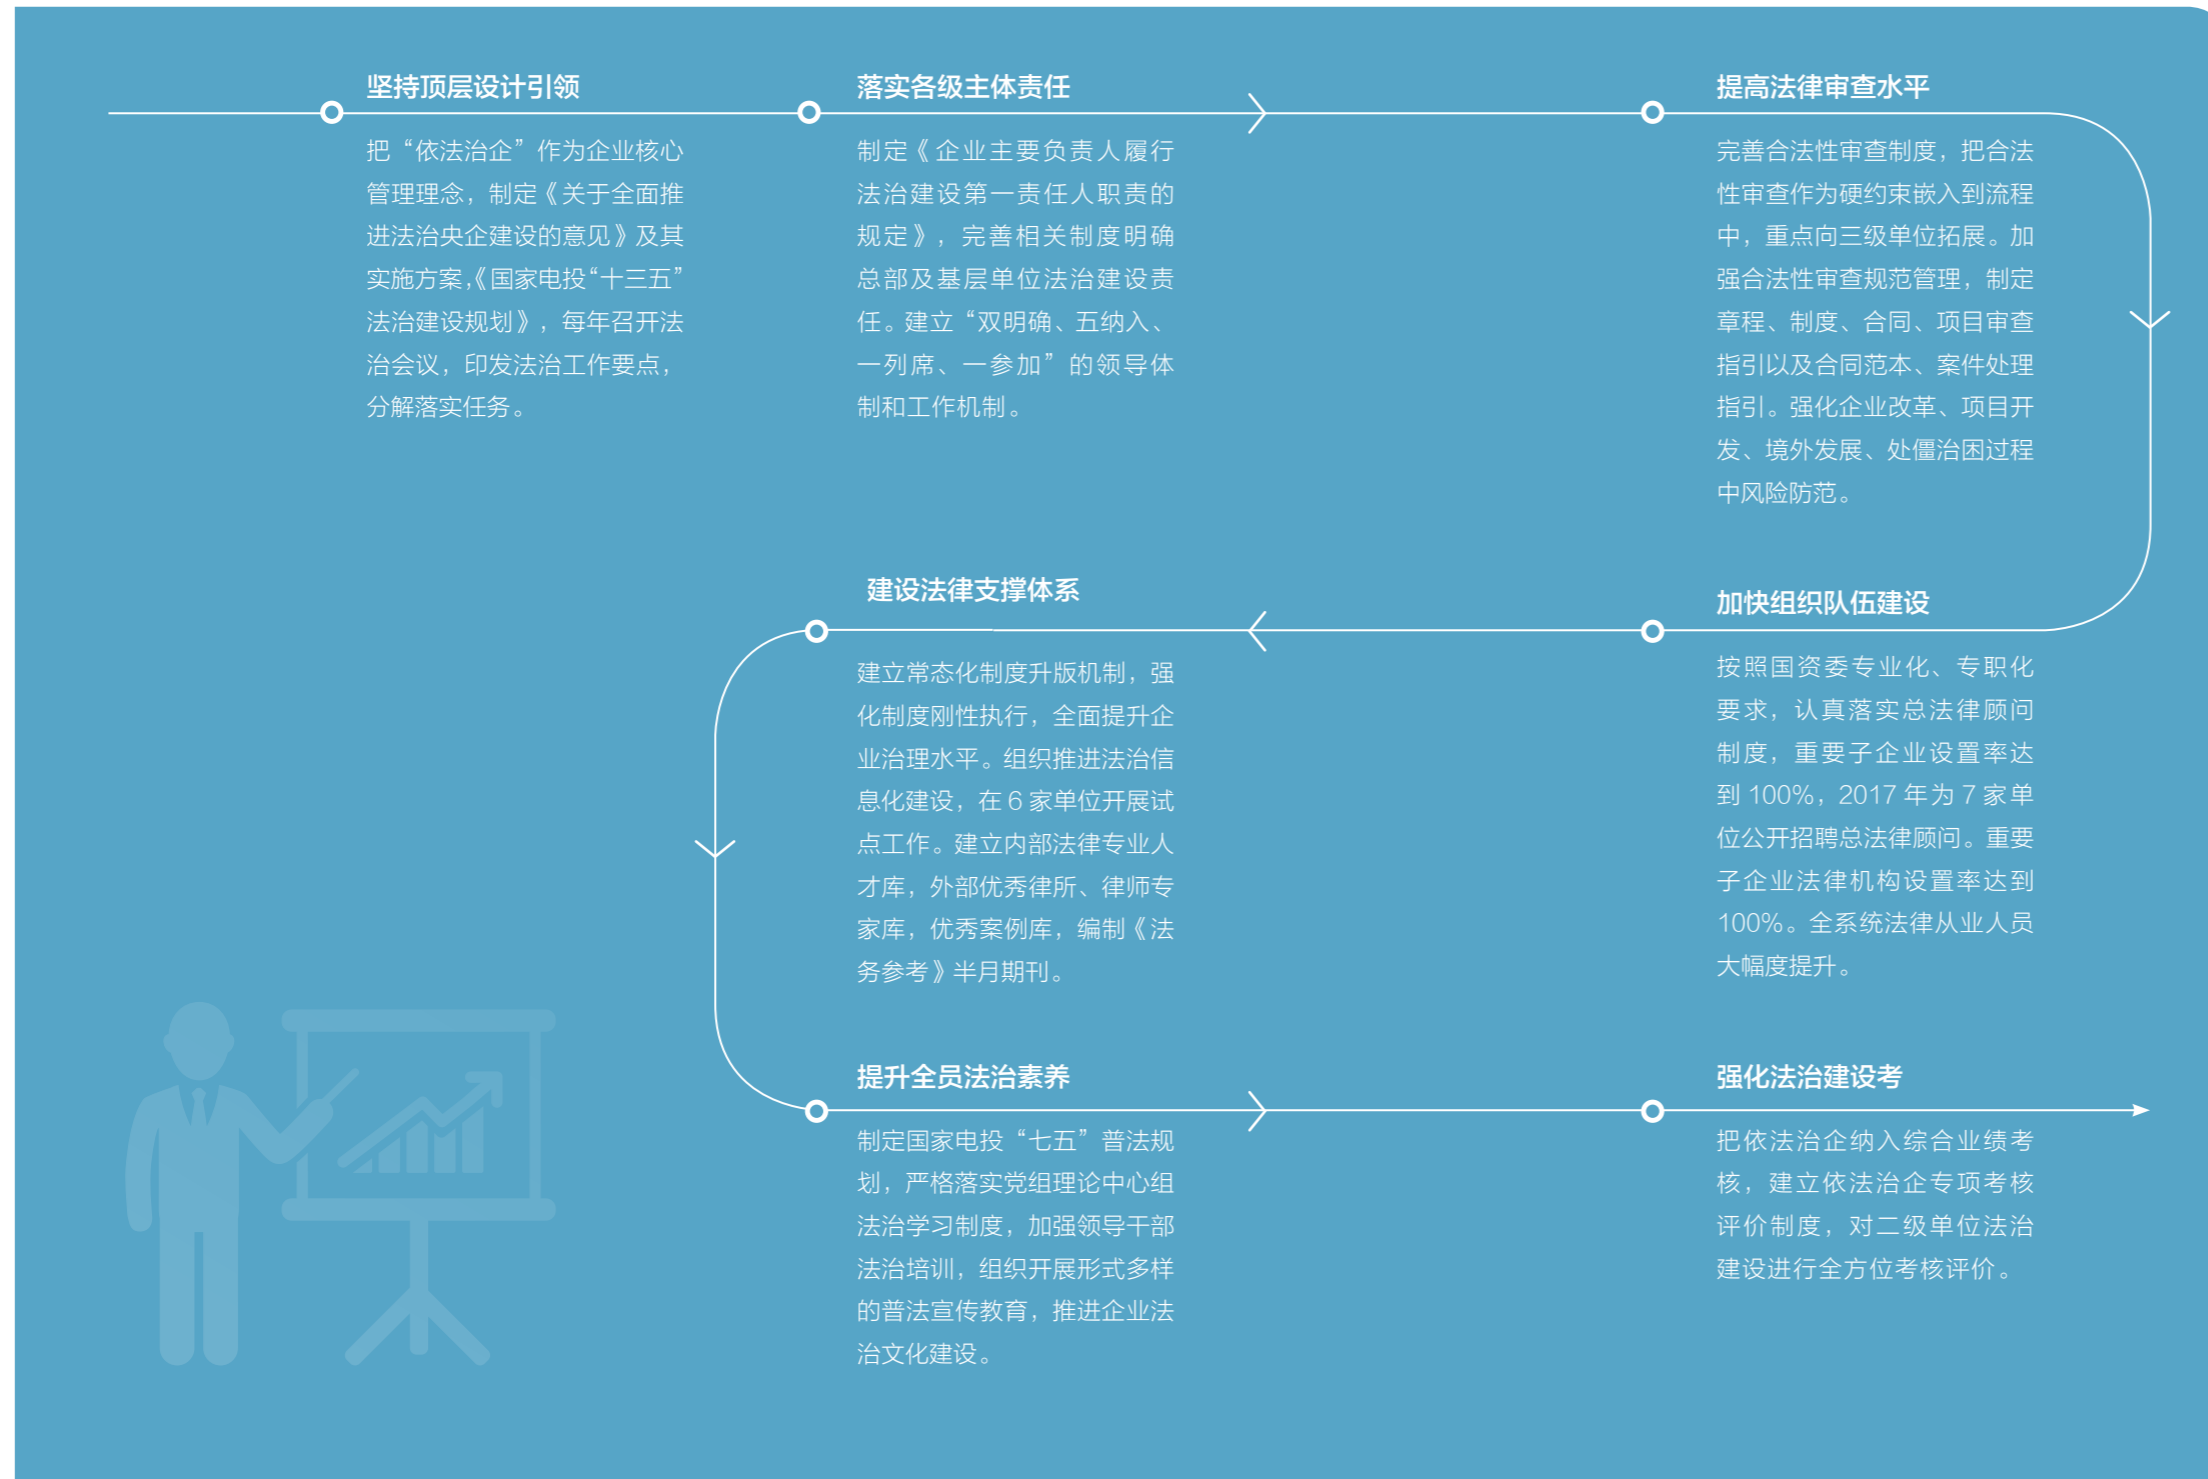 坚持顶层设计引领
把“依法治企”作为企业核心
管理理念，制定《关于全面推
进法治央企建设的意见》及其
实施方案，《国家电投“十三五”
法治建设规划》，每年召开法
治会议，印发法治工作要点，
分解落实任务。
落实各级主体责任
制定《企业主要负责人履行
法治建设第一责任人职责的
规定》，完善相关制度明确
总部及基层单位法治建设责
任。建立“双明确、五纳入、
一列席、一参加”的领导体
制和工作机制。
提高法律审查水平
完善合法性审查制度，把合法
性审查作为硬约束嵌入到流程
中，重点向三级单位拓展。加
强合法性审查规范管理，制定
章程、制度、合同、项目审查
指引以及合同范本、案件处理
指引。强化企业改革、项目开
发、境外发展、处僵治困过程
中风险防范。
加快组织队伍建设
按照国资委专业化、专职化
要求，认真落实总法律顾问
制度，重要子企业设置率达
到 100%，2017 年为 7 家单
位公开招聘总法律顾问。重要
子企业法律机构设置率达到
100%。全系统法律从业人员
大幅度提升。
建设法律支撑体系
建立常态化制度升版机制，强
化制度刚性执行，全面提升企
业治理水平。组织推进法治信
息化建设，在 6 家单位开展试
点工作。建立内部法律专业人
才库，外部优秀律所、律师专
家库，优秀案例库，编制《法
务参考》半月期刊。
提升全员法治素养
制定国家电投“七五”普法规
划，严格落实党组理论中心组
法治学习制度，加强领导干部
法治培训，组织开展形式多样
的普法宣传教育，推进企业法
治文化建设。
强化法治建设考
把依法治企纳入综合业绩考
核，建立依法治企专项考核
评价制度，对二级单位法治
建设进行全方位考核评价。